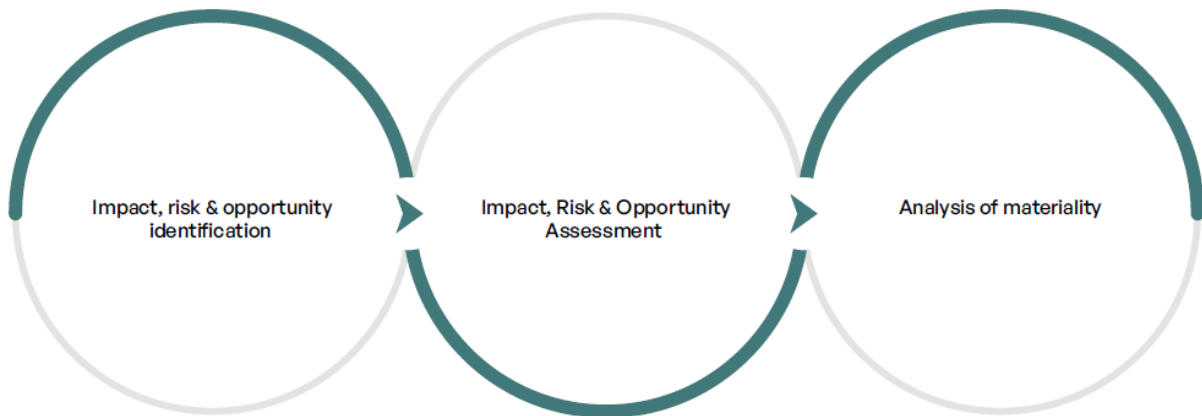 Impact, risk & opportunity
identification
Impact, Risk & Opportunity
Assessment
Analysis of materiality